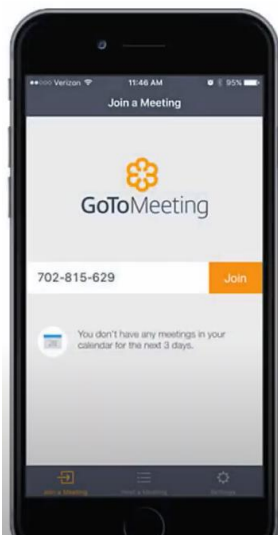 Verizon 11:46 AM 95%
Join a Meeting
GoToMeeting
702-815-629 Join
You don't have any meetings in your
calendar for the next 3 days.
Join a Meeting Host a Meeting Settings